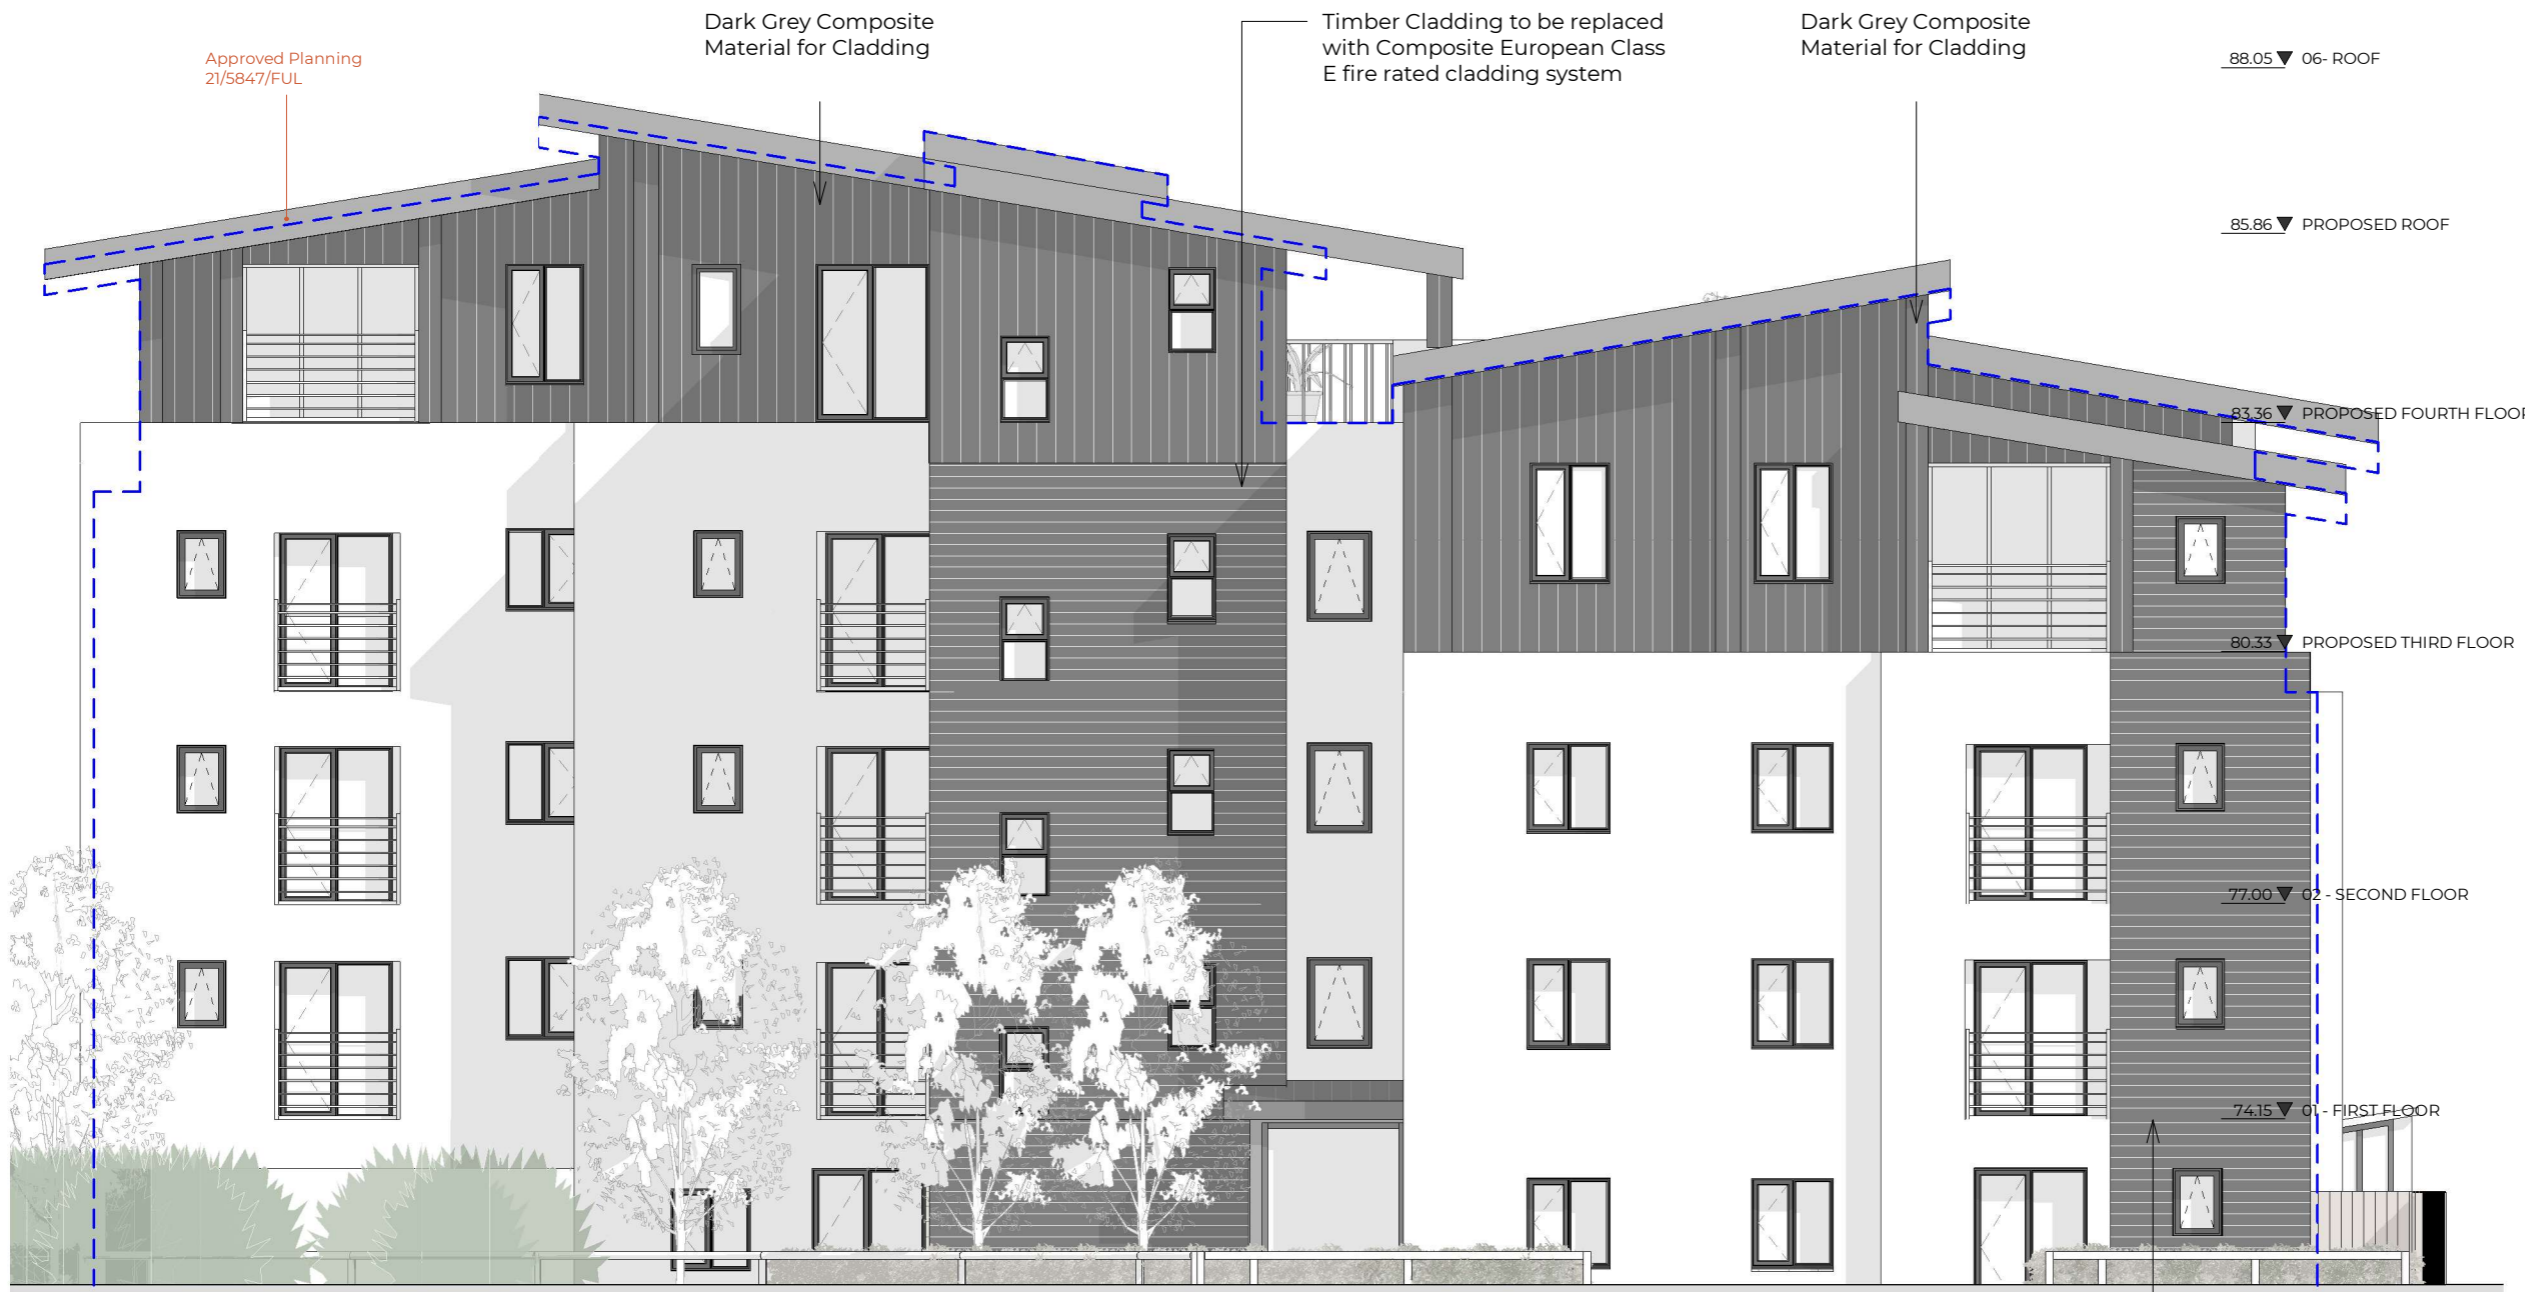 Approved Planning
21/5847/FUL
Dark Grey Composite
Material for Cladding
Timber Cladding to be replaced
with Composite European Class
E fire rated cladding system
Dark Grey Composite
Material for Cladding
88.05 06- ROOF
85.86 PROPOSED ROOF
83.36 PROPOSED FOURTH FLOOR
80.33 PROPOSED THIRD FLOOR
77.00 02 - SECOND FLOOR
74.15 01 - FIRST FLOOR